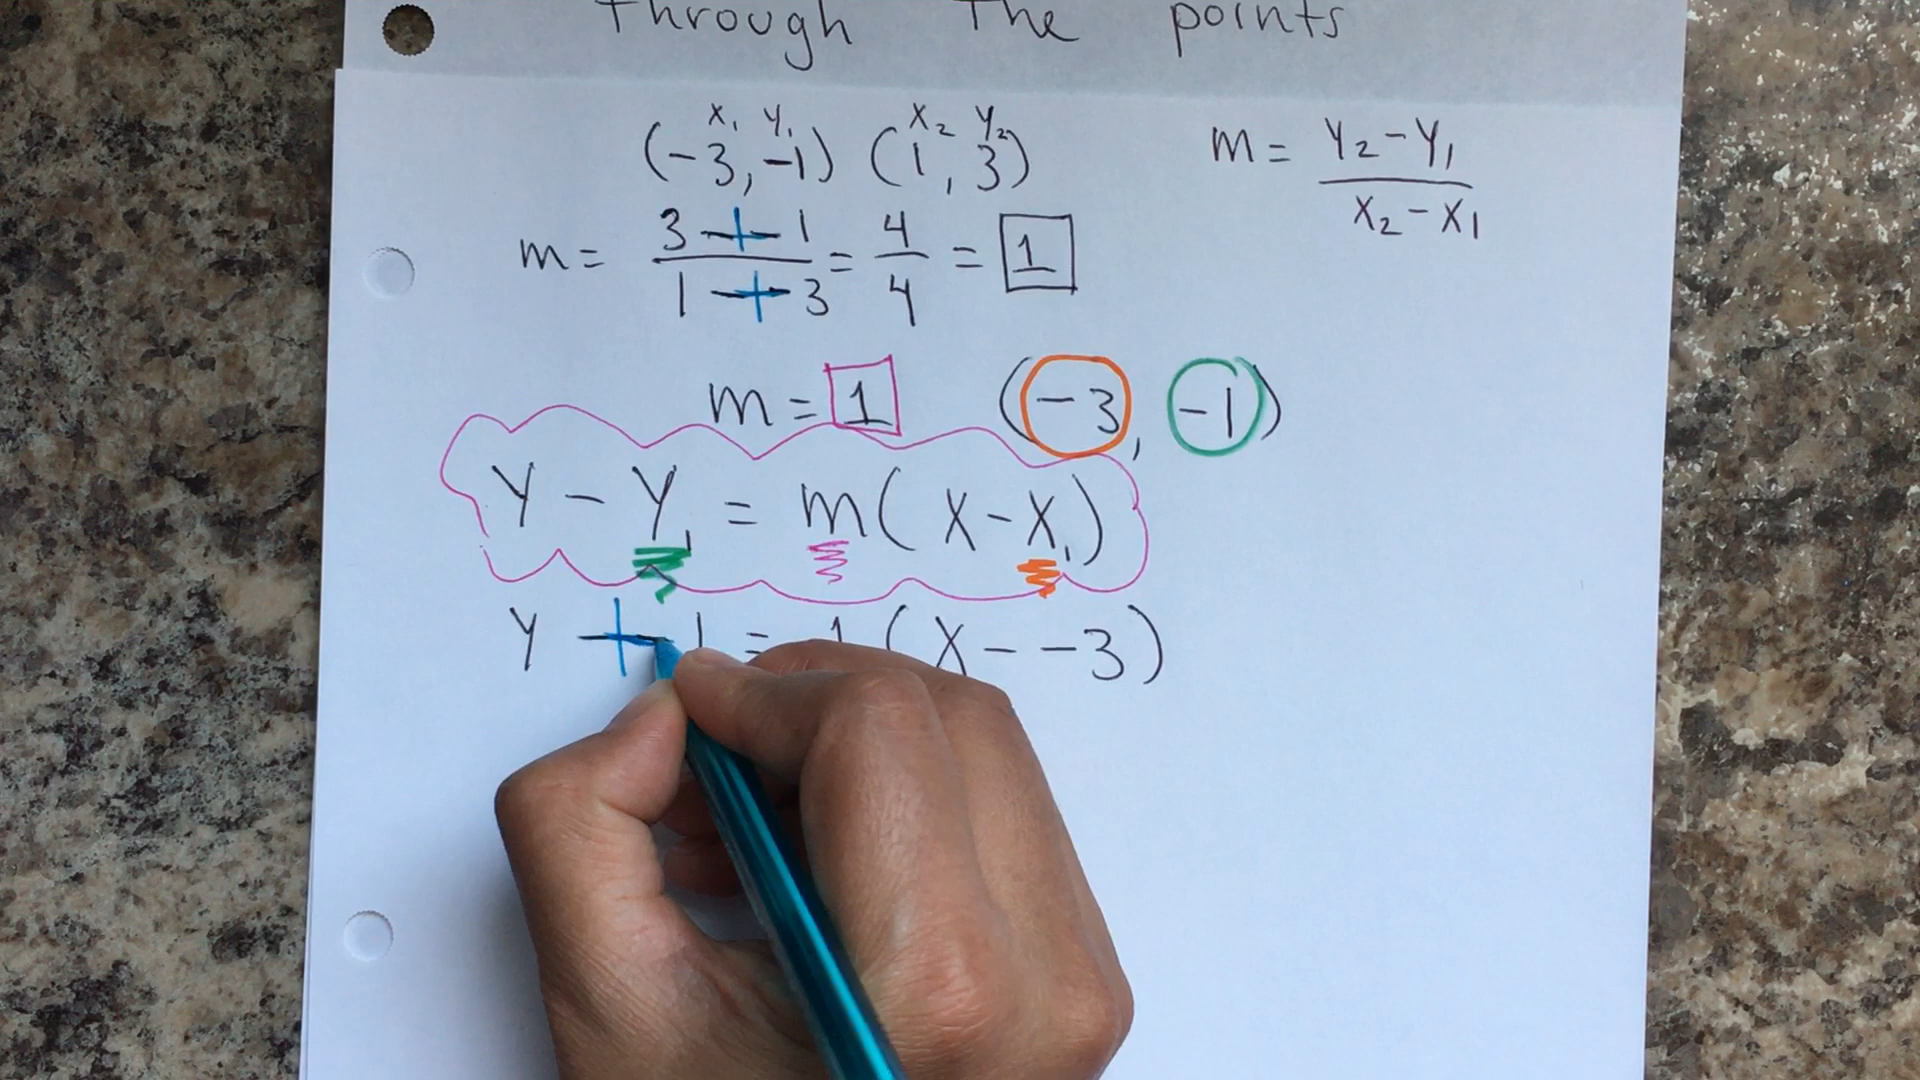 Through The points
x₁ y₁ x₂ y₂
(-3, -1) (1, 3) m = Y₂-Y₁ / X₂-X₁
m = 3 + 1 / 1 + 3 = 4/4 = 1
m = 1 (-3, -1)
Y - Y₁ = m(X-X₁)
Y + 1 = 1(X--3)